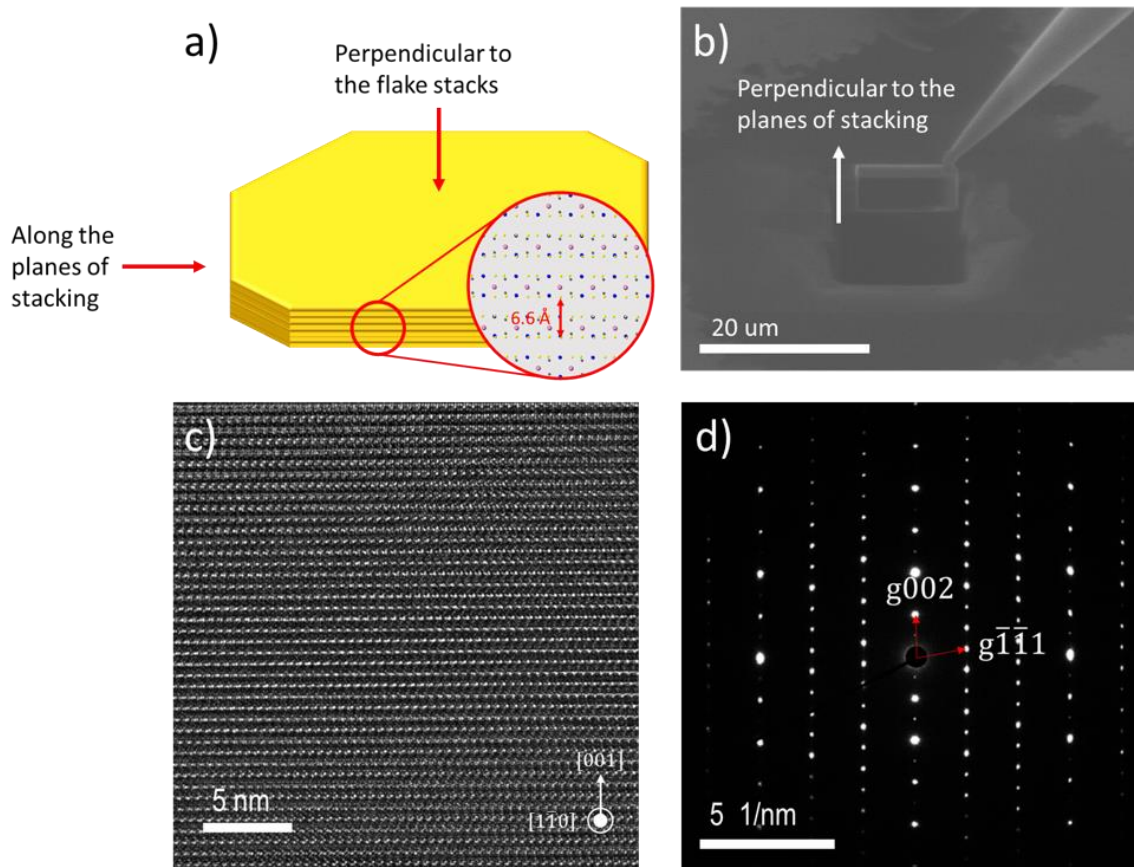 a)
Perpendicular to
the flake stacks
Along the
planes of
stacking
6.6 Å
b)
Perpendicular to the
planes of stacking
20 um
c)
5 nm
[001]
[11̅0]
d)
g002
g1̅1̅1
5 1/nm